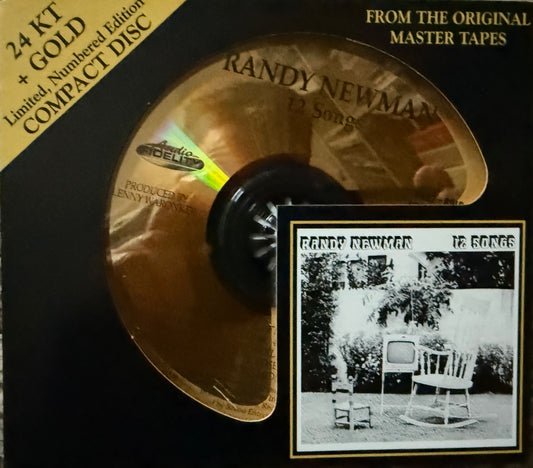 24 KT
+ GOLD
Limited, Numbered Edition
COMPACT DISC
FROM THE ORIGINAL
MASTER TAPES
RANDY NEWMAN
12 Songs
Audio
FIDELITY
PRODUCED BY
LENNY WARONKER
RANDY NEWMAN 12 SONGS